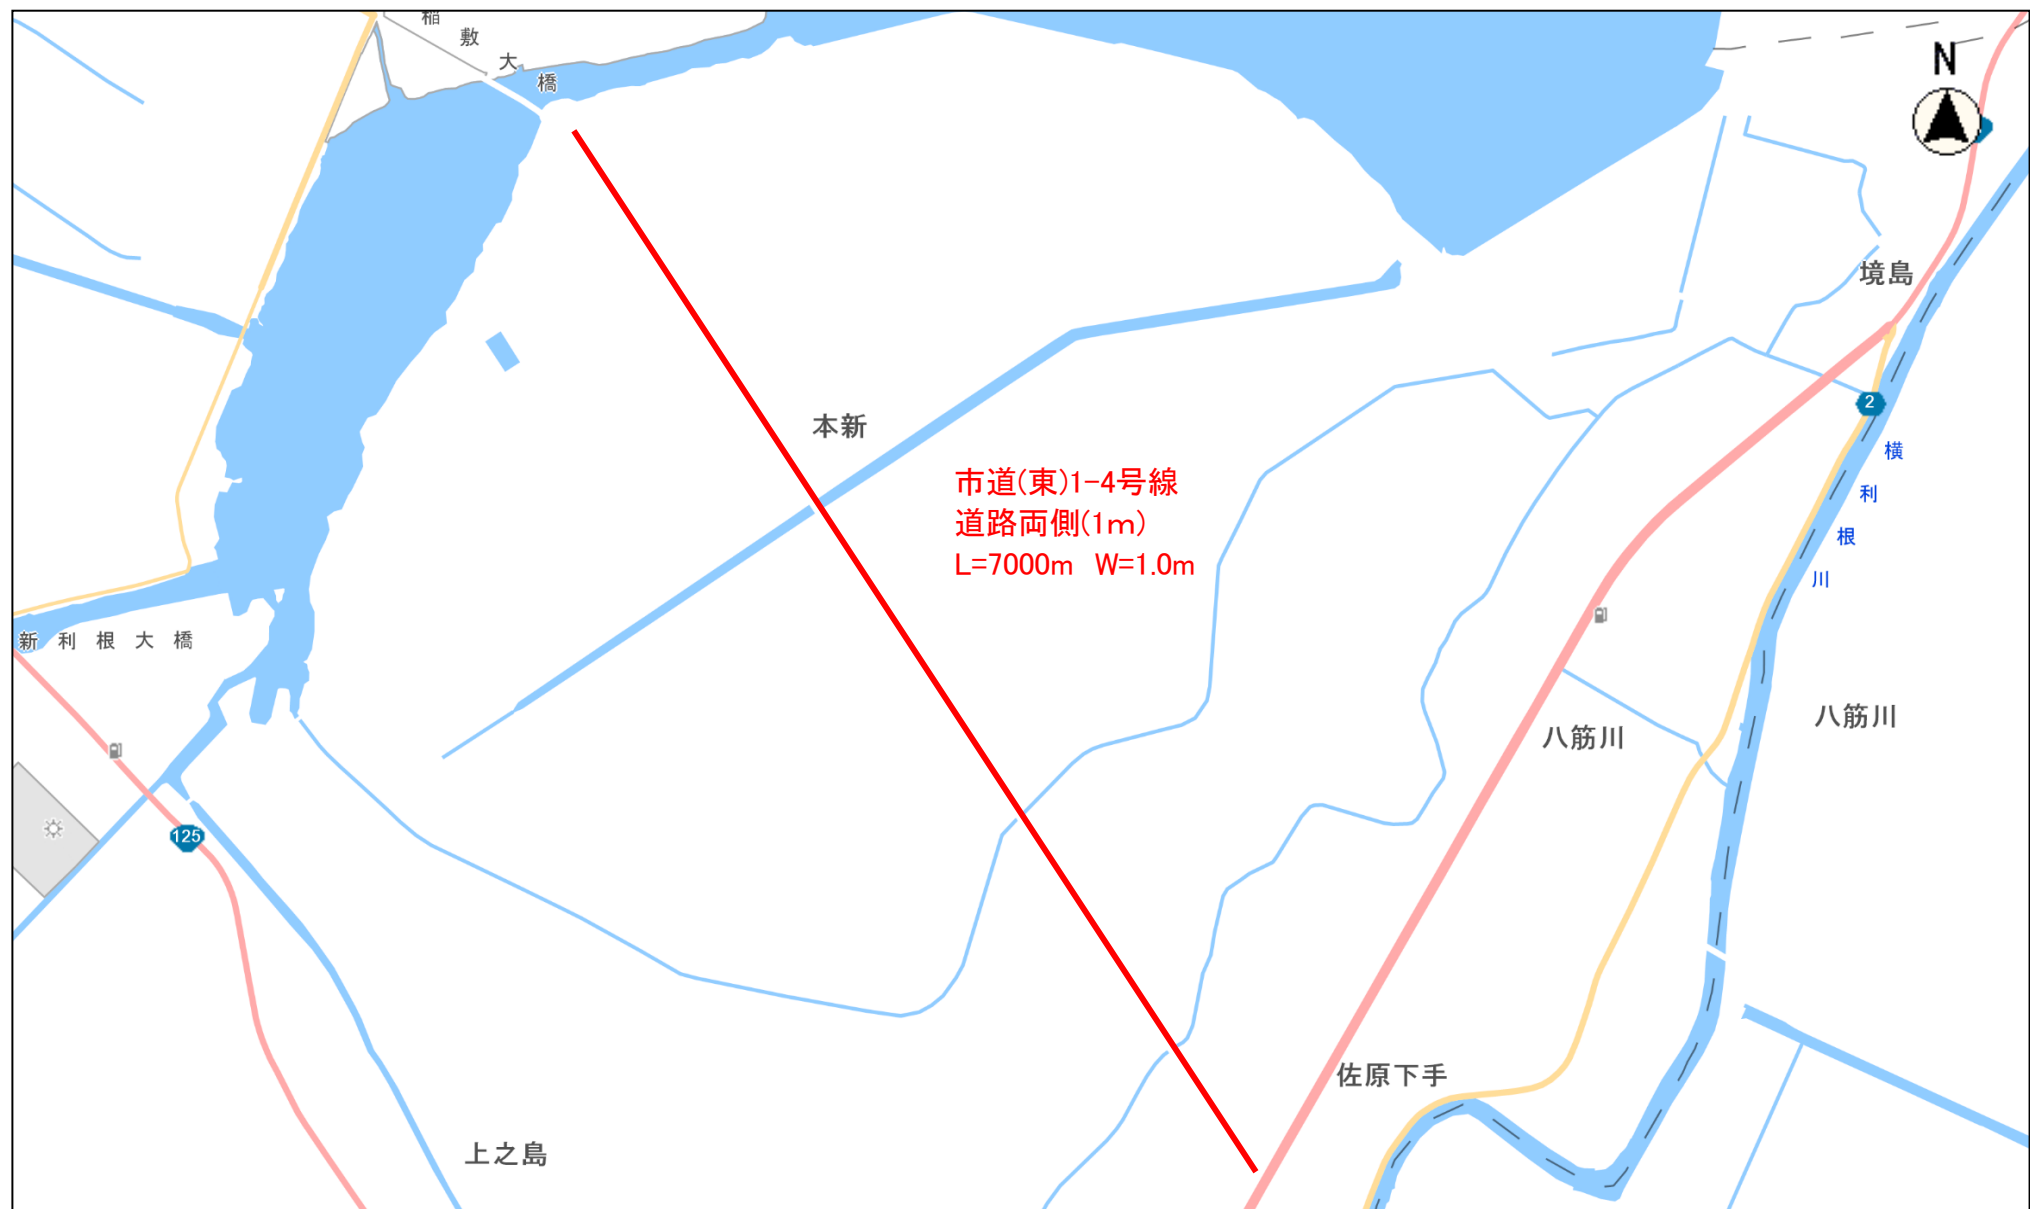 稲敷大橋
N
境島
2
本新
横利根川
市道(東)1-4号線
道路両側(1m)
L=7000m W=1.0m
新利根大橋
八筋川
八筋川
125
佐原下手
上之島